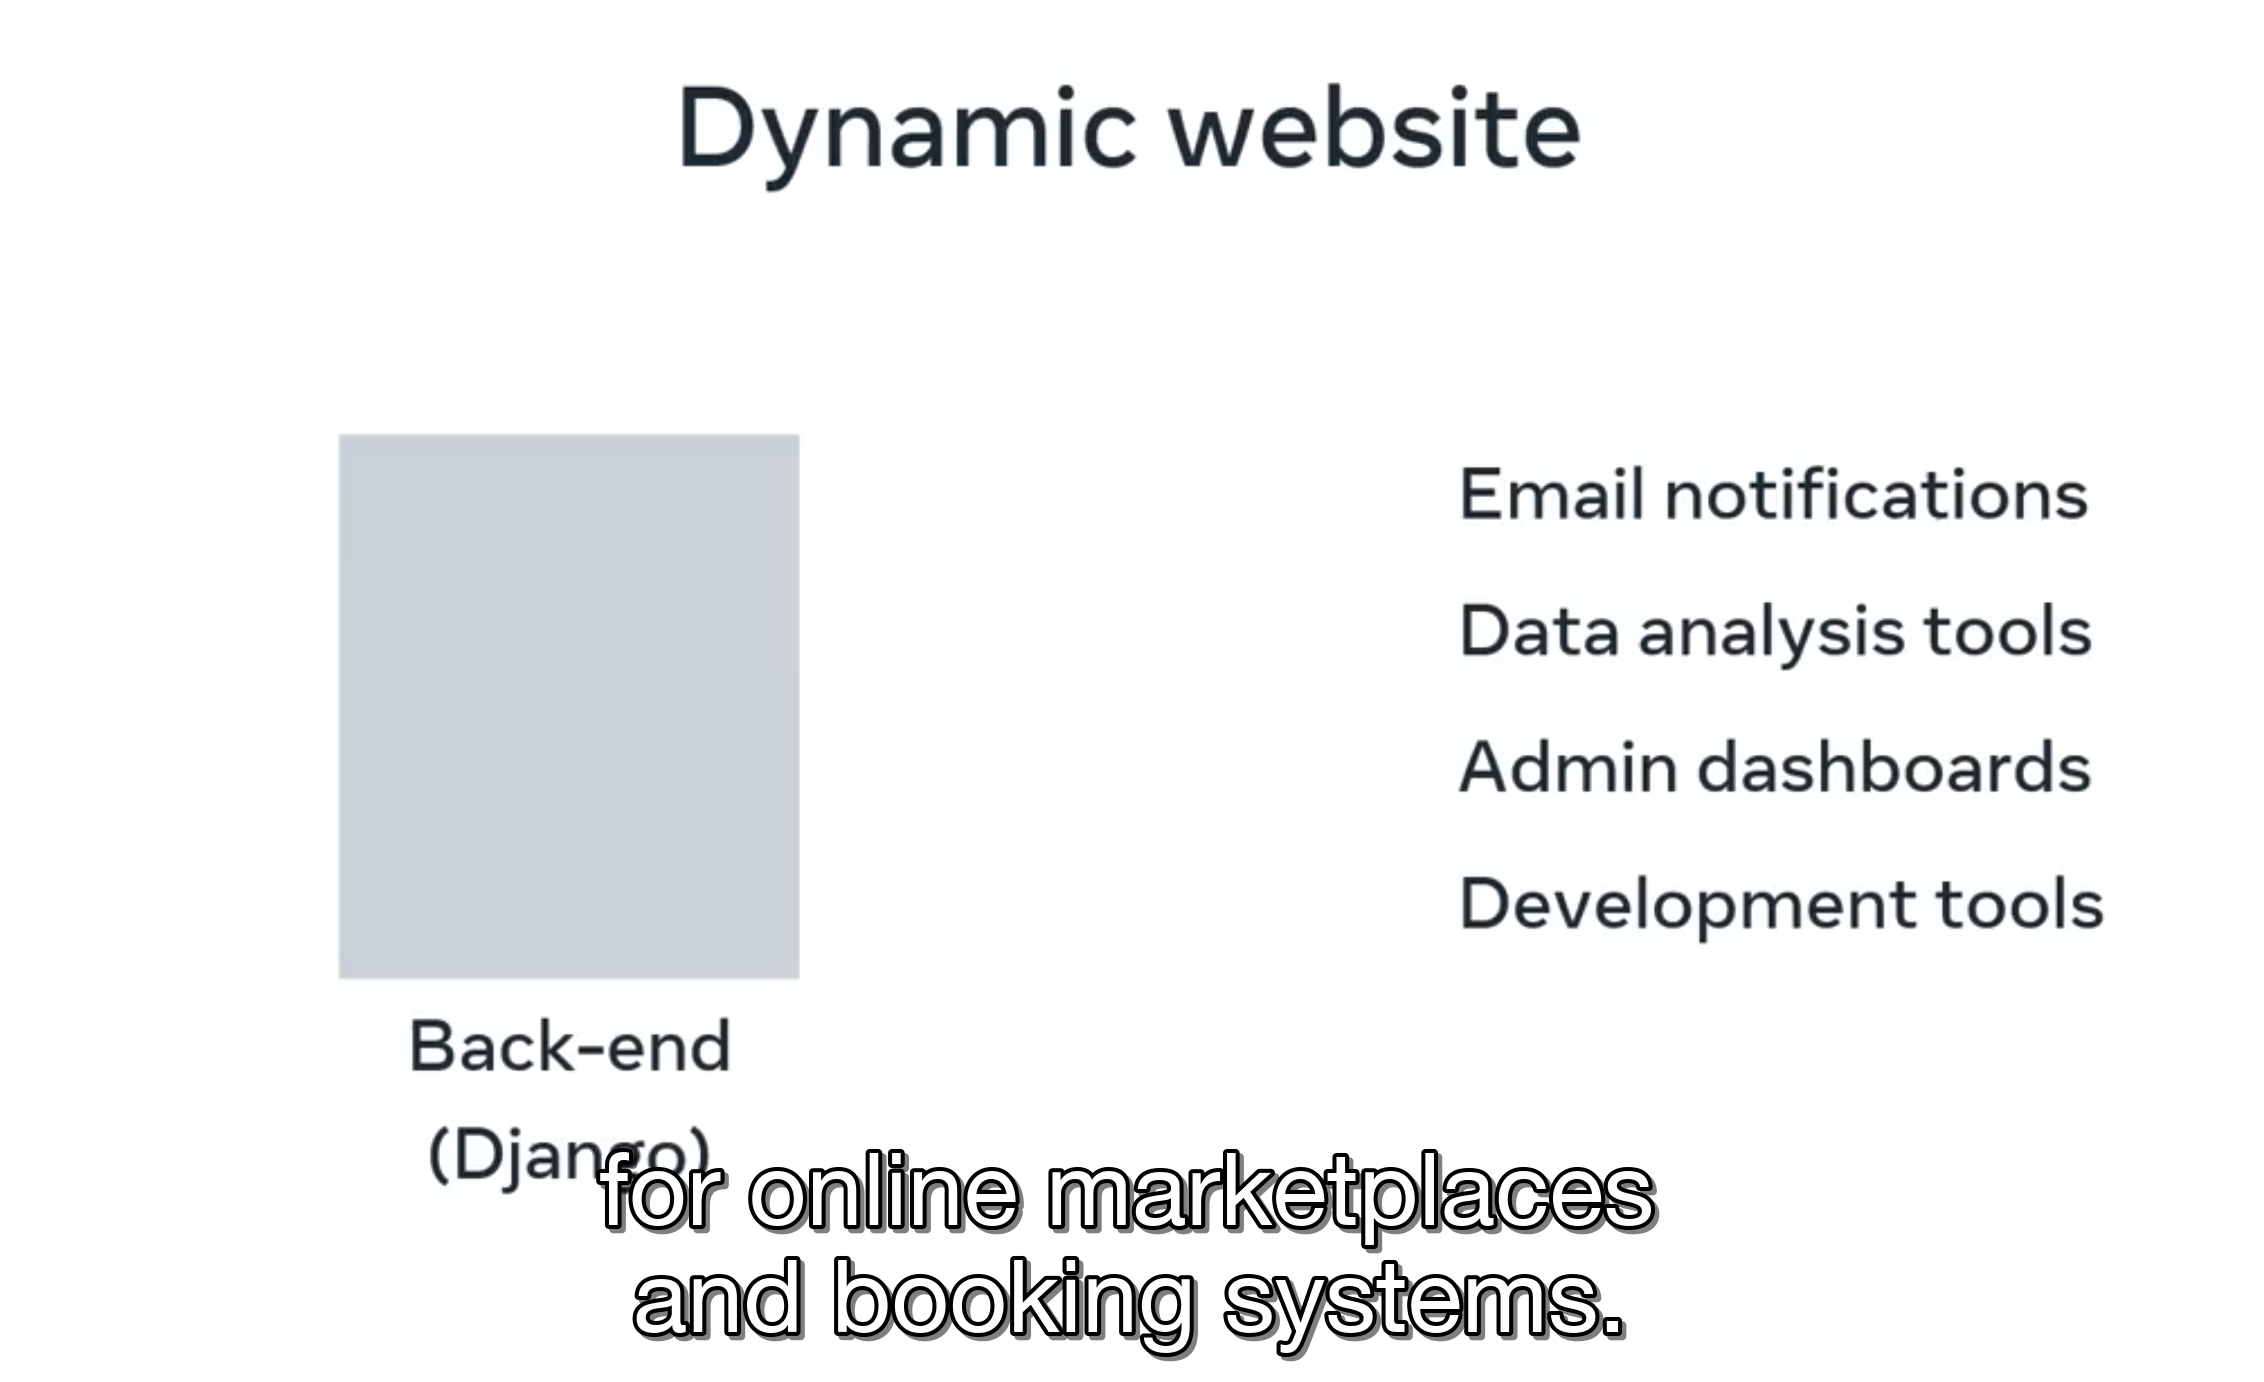 Dynamic website
Email notifications
Data analysis tools
Admin dashboards
Development tools
Back-end
(Django)
for online marketplaces
and booking systems.